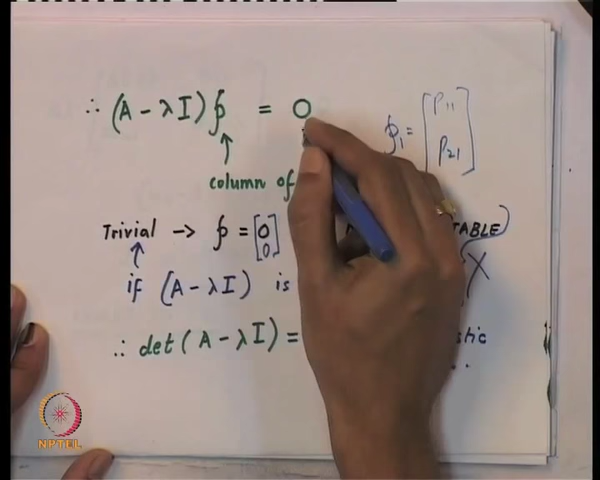 ∴ (A - λI)p = 0
p₁ = [p₁₁ p₂₁]
column of
Trivial → p = [0 0] TABLE
if (A - λI) is X
∴ det(A - λI) = stic
NPTEL